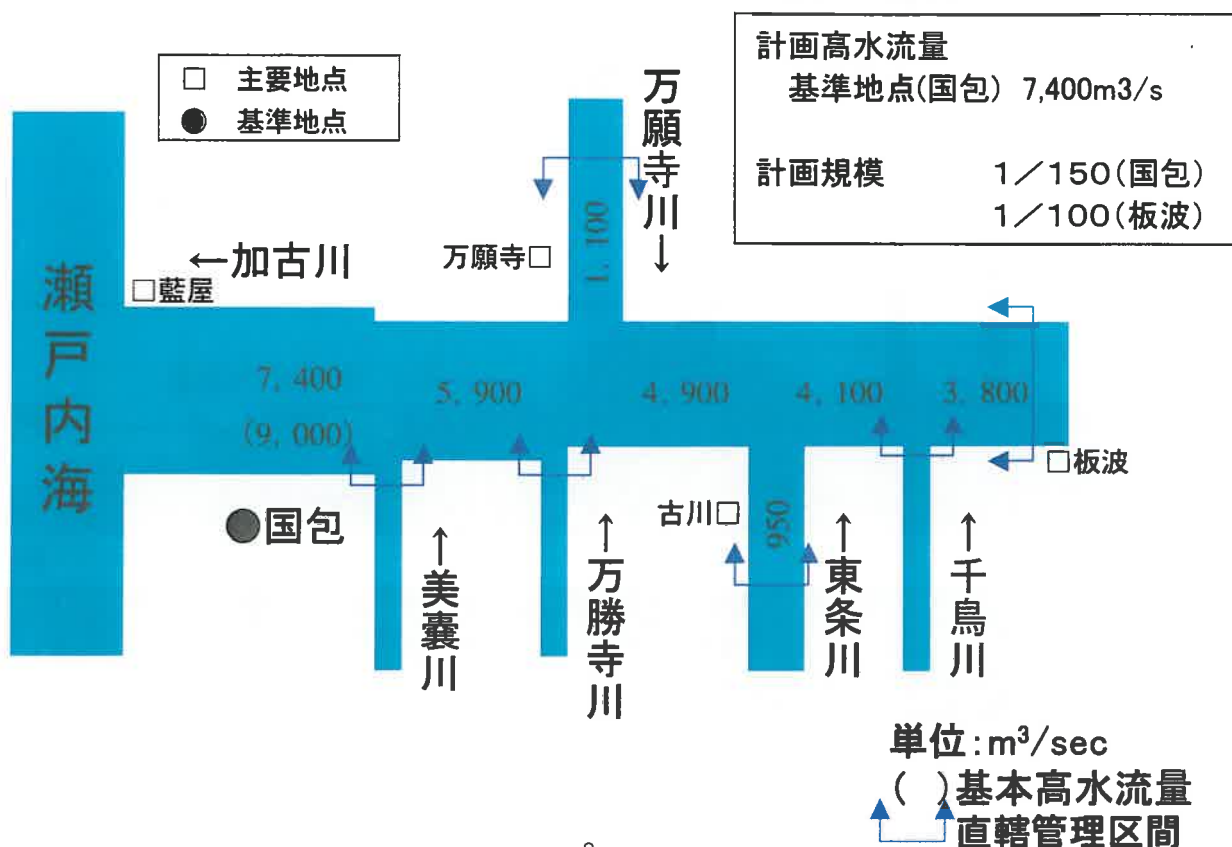 計画高水流量
基準地点(国包) 7,400m3/s
計画規模 1/150(国包)
1/100(板波)
□ 主要地点
● 基準地点
万願寺川↓
←加古川
万願寺□
1,100
□藍屋
瀬戸内海
7,400
(9,000)
5,900
4,900
4,100
3,800
□板波
●国包
古川□
950
↑美嚢川
↑万勝寺川
↑東条川
↑千鳥川
単位:m³/sec
( )基本高水流量
直轄管理区間